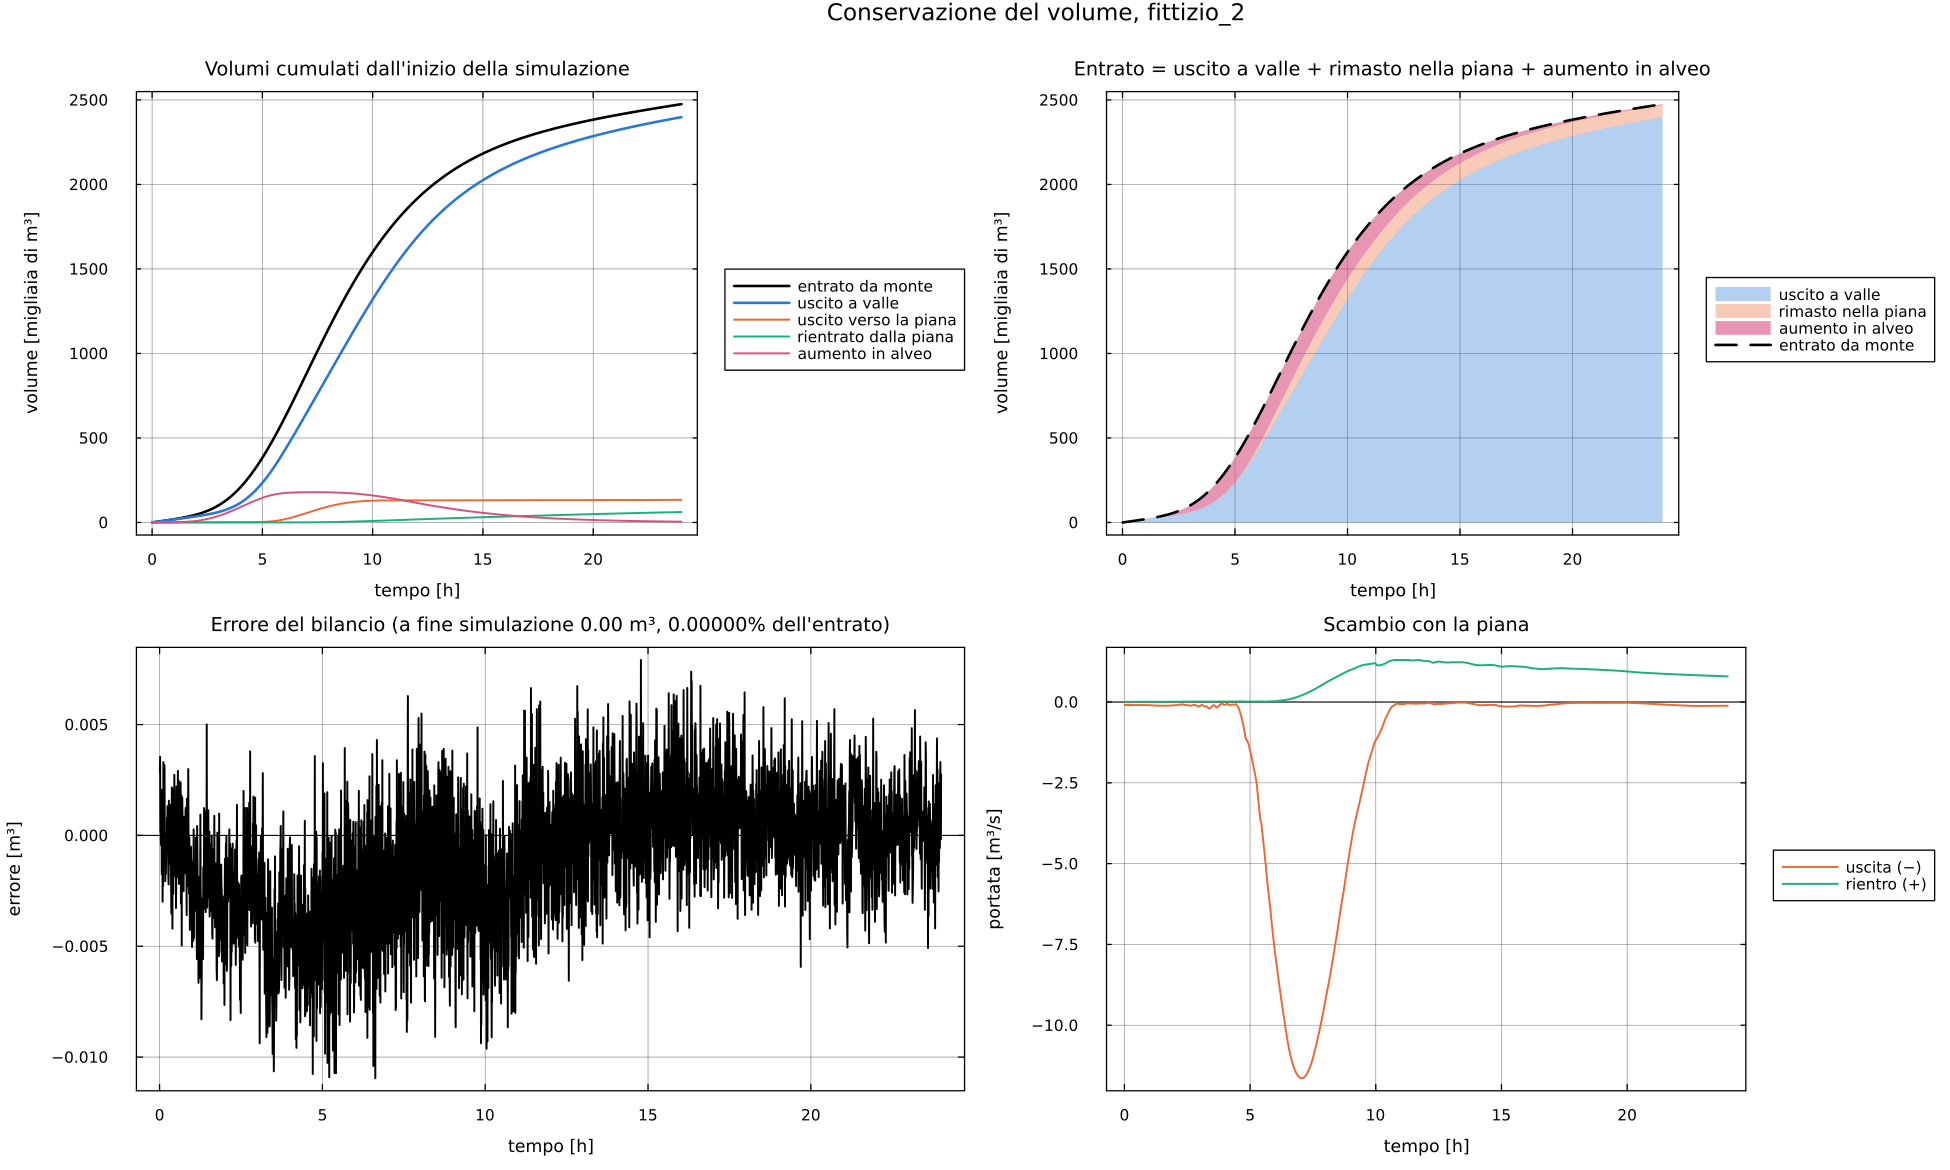 Conservazione del volume, fittizio_2
Volumi cumulati dall'inizio della simulazione
volume [migliaia di m³]
2500
2000
1500
1000
500
0
0 5 10 15 20
tempo [h]
entrato da monte
uscito a valle
uscito verso la piana
rientrato dalla piana
aumento in alveo
Entrato = uscito a valle + rimasto nella piana + aumento in alveo
volume [migliaia di m³]
2500
2000
1500
1000
500
0
0 5 10 15 20
tempo [h]
uscito a valle
rimasto nella piana
aumento in alveo
entrato da monte
Errore del bilancio (a fine simulazione 0.00 m³, 0.00000% dell'entrato)
errore [m³]
0.005
0.000
−0.005
−0.010
0 5 10 15 20
tempo [h]
Scambio con la piana
portata [m³/s]
0.0
−2.5
−5.0
−7.5
−10.0
0 5 10 15 20
tempo [h]
uscita (−)
rientro (+)